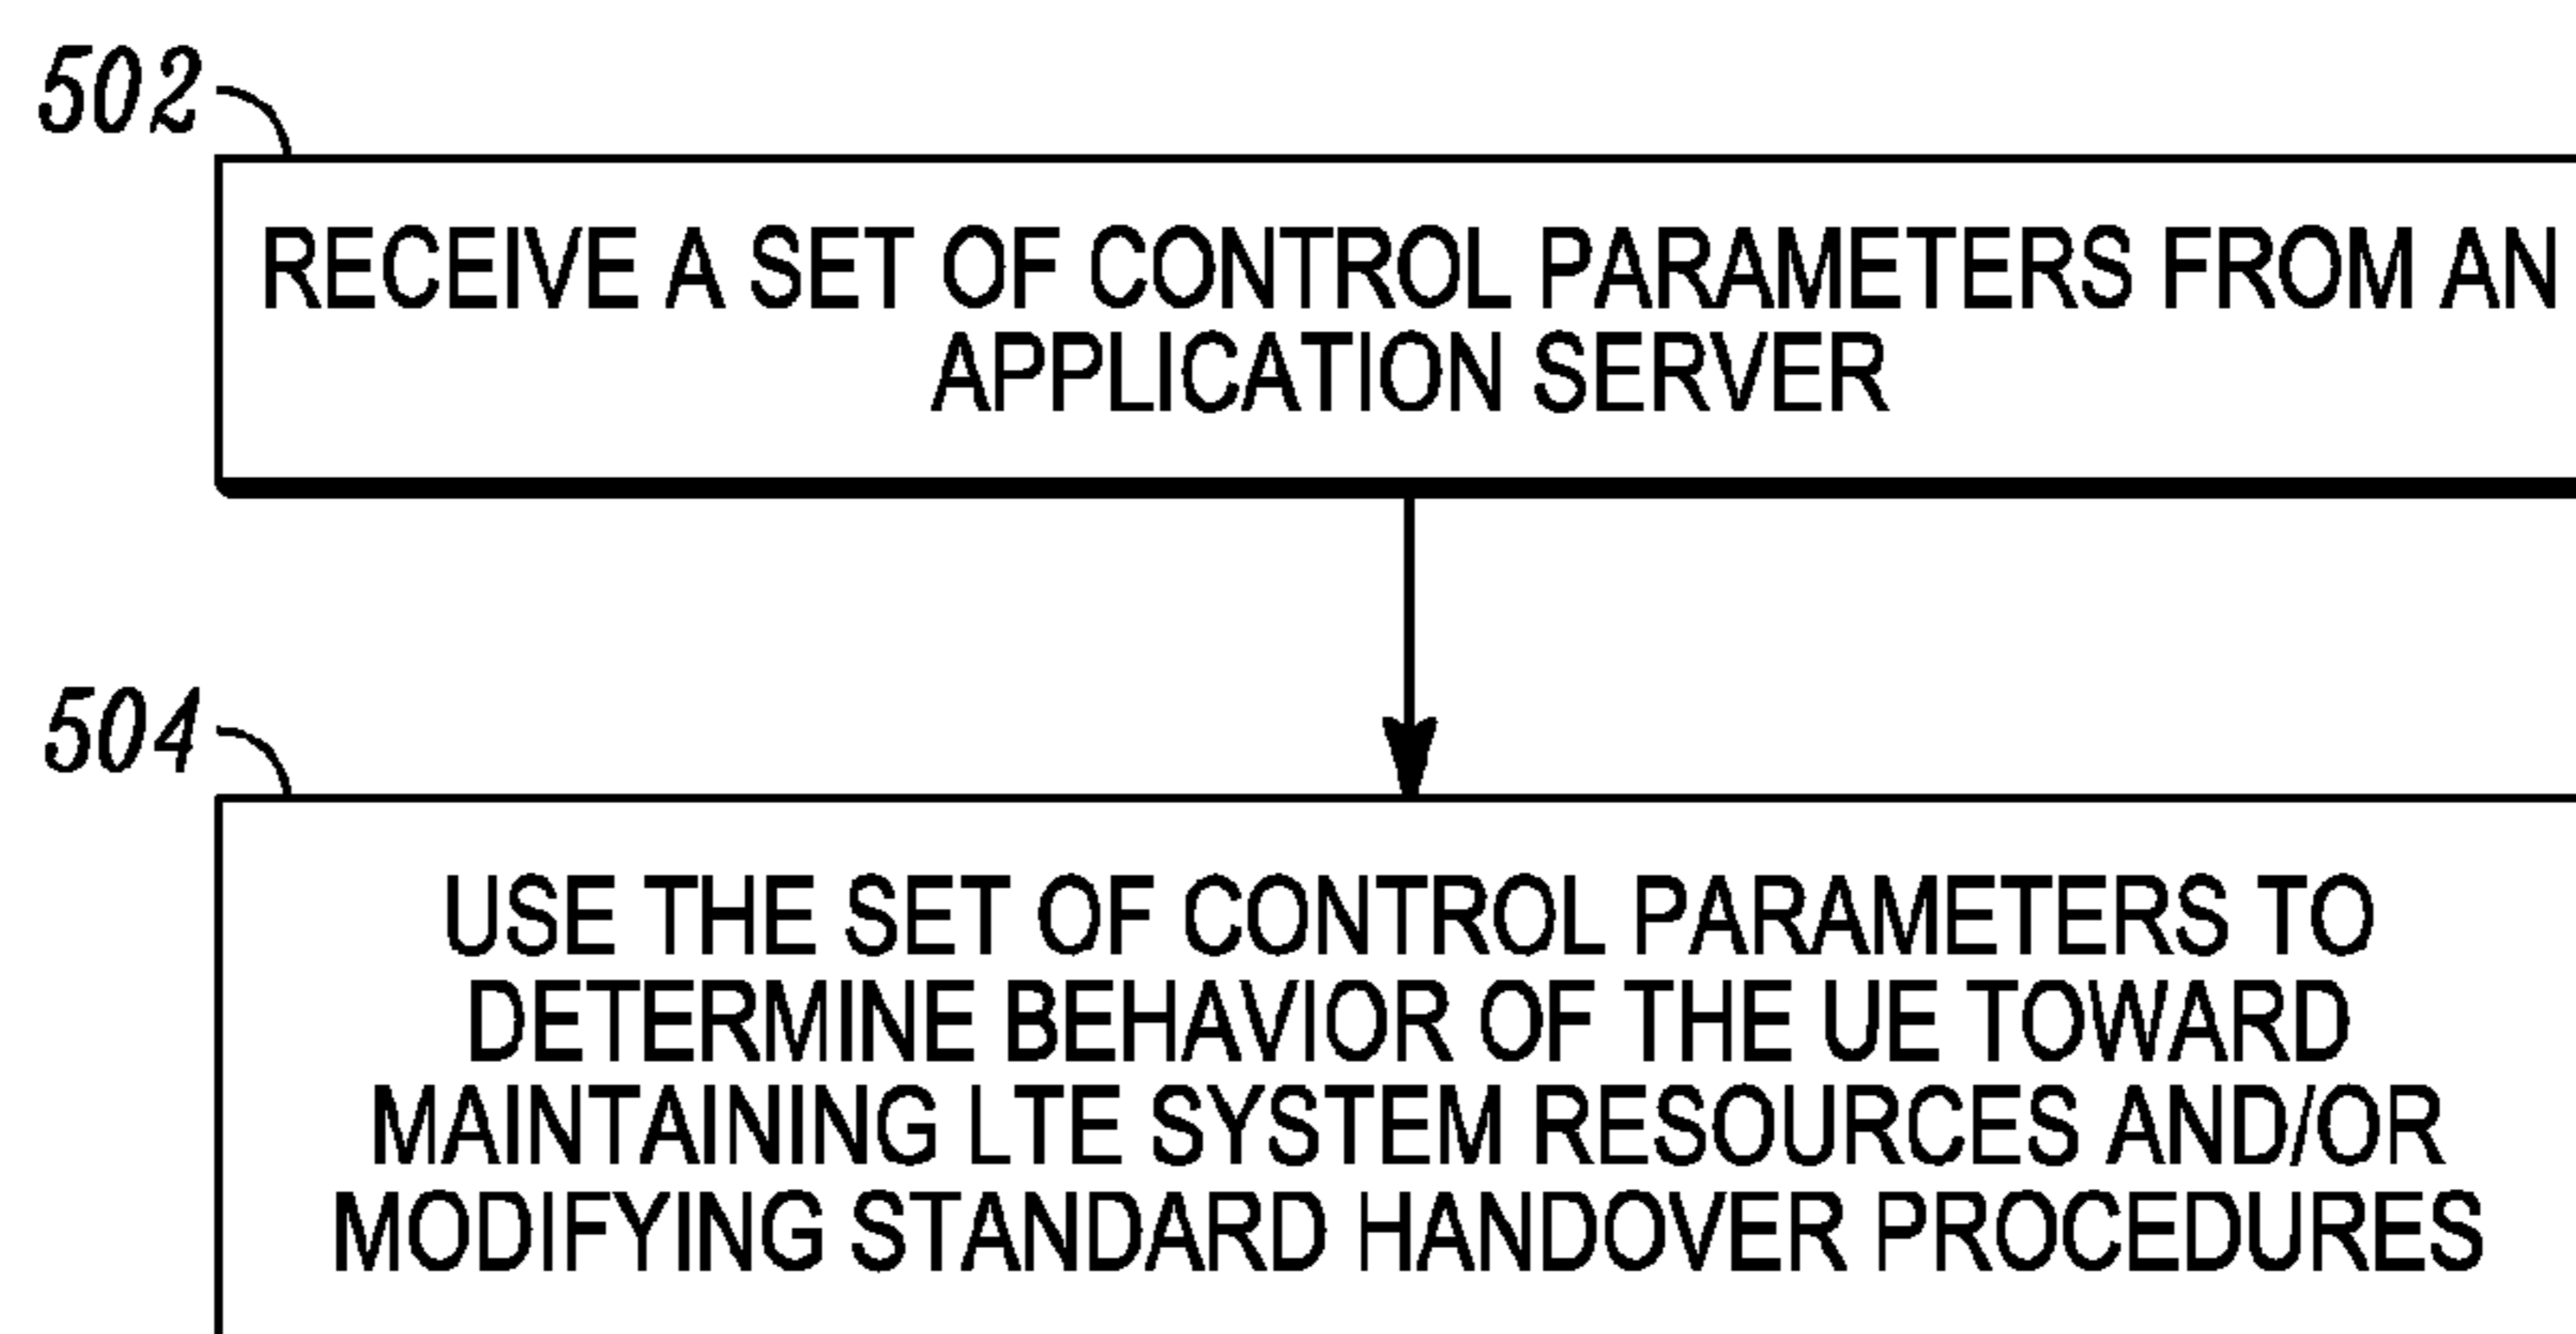 502
RECEIVE A SET OF CONTROL PARAMETERS FROM AN
APPLICATION SERVER
504
USE THE SET OF CONTROL PARAMETERS TO
DETERMINE BEHAVIOR OF THE UE TOWARD
MAINTAINING LTE SYSTEM RESOURCES AND/OR
MODIFYING STANDARD HANDOVER PROCEDURES